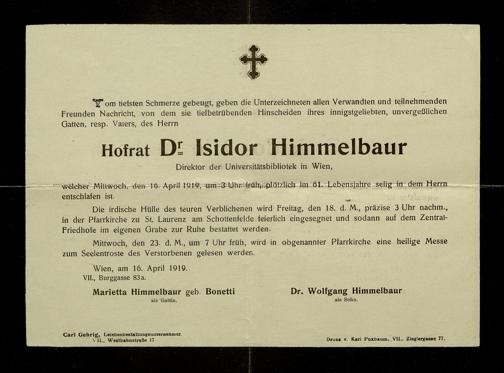 Vom tiefsten Schmerze gebeugt, geben die Unterzeichneten allen Verwandten und teilnehmenden
Freunden Nachricht, von dem sie tiefbetrübenden Hinscheiden ihres innigstgeliebten, unvergeßlichen
Gatten, resp. Vaters, des Herrn
Hofrat Dr Isidor Himmelbaur
Direktor der Universitätsbibliotek in Wien,
welcher Mittwoch, den 16. April 1919, um 3 Uhr früh, plötzlich im 61. Lebensjahre selig in dem Herrn
entschlafen ist.
Die irdische Hülle des teuren Verblichenen wird Freitag, den 18. d. M., präzise 3 Uhr nachm.,
in der Pfarrkirche zu St. Laurenz am Schottenfelde feierlich eingesegnet und sodann auf dem Zentral-
Friedhofe im eigenen Grabe zur Ruhe bestattet werden.
Mittwoch, den 23. d. M., um 7 Uhr früh, wird in obgenannter Pfarrkirche eine heilige Messe
zum Seelentroste des Verstorbenen gelesen werden.
Wien, am 16. April 1919.
VII., Burggasse 83a.
Marietta Himmelbaur geb. Bonetti
als Gattin.
Dr. Wolfgang Himmelbaur
als Sohn.
Carl Gehrig, Leichenbestattungsunternehmer.
VII., Westbahnstraße 17
Druck v. Karl Puxbaum, VII., Zieglergasse 77.